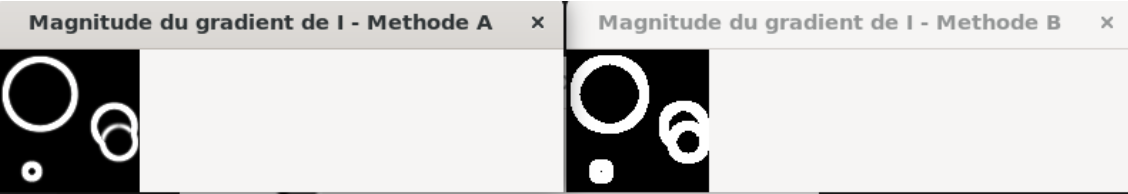 Magnitude du gradient de I - Methode A
Magnitude du gradient de I - Methode B